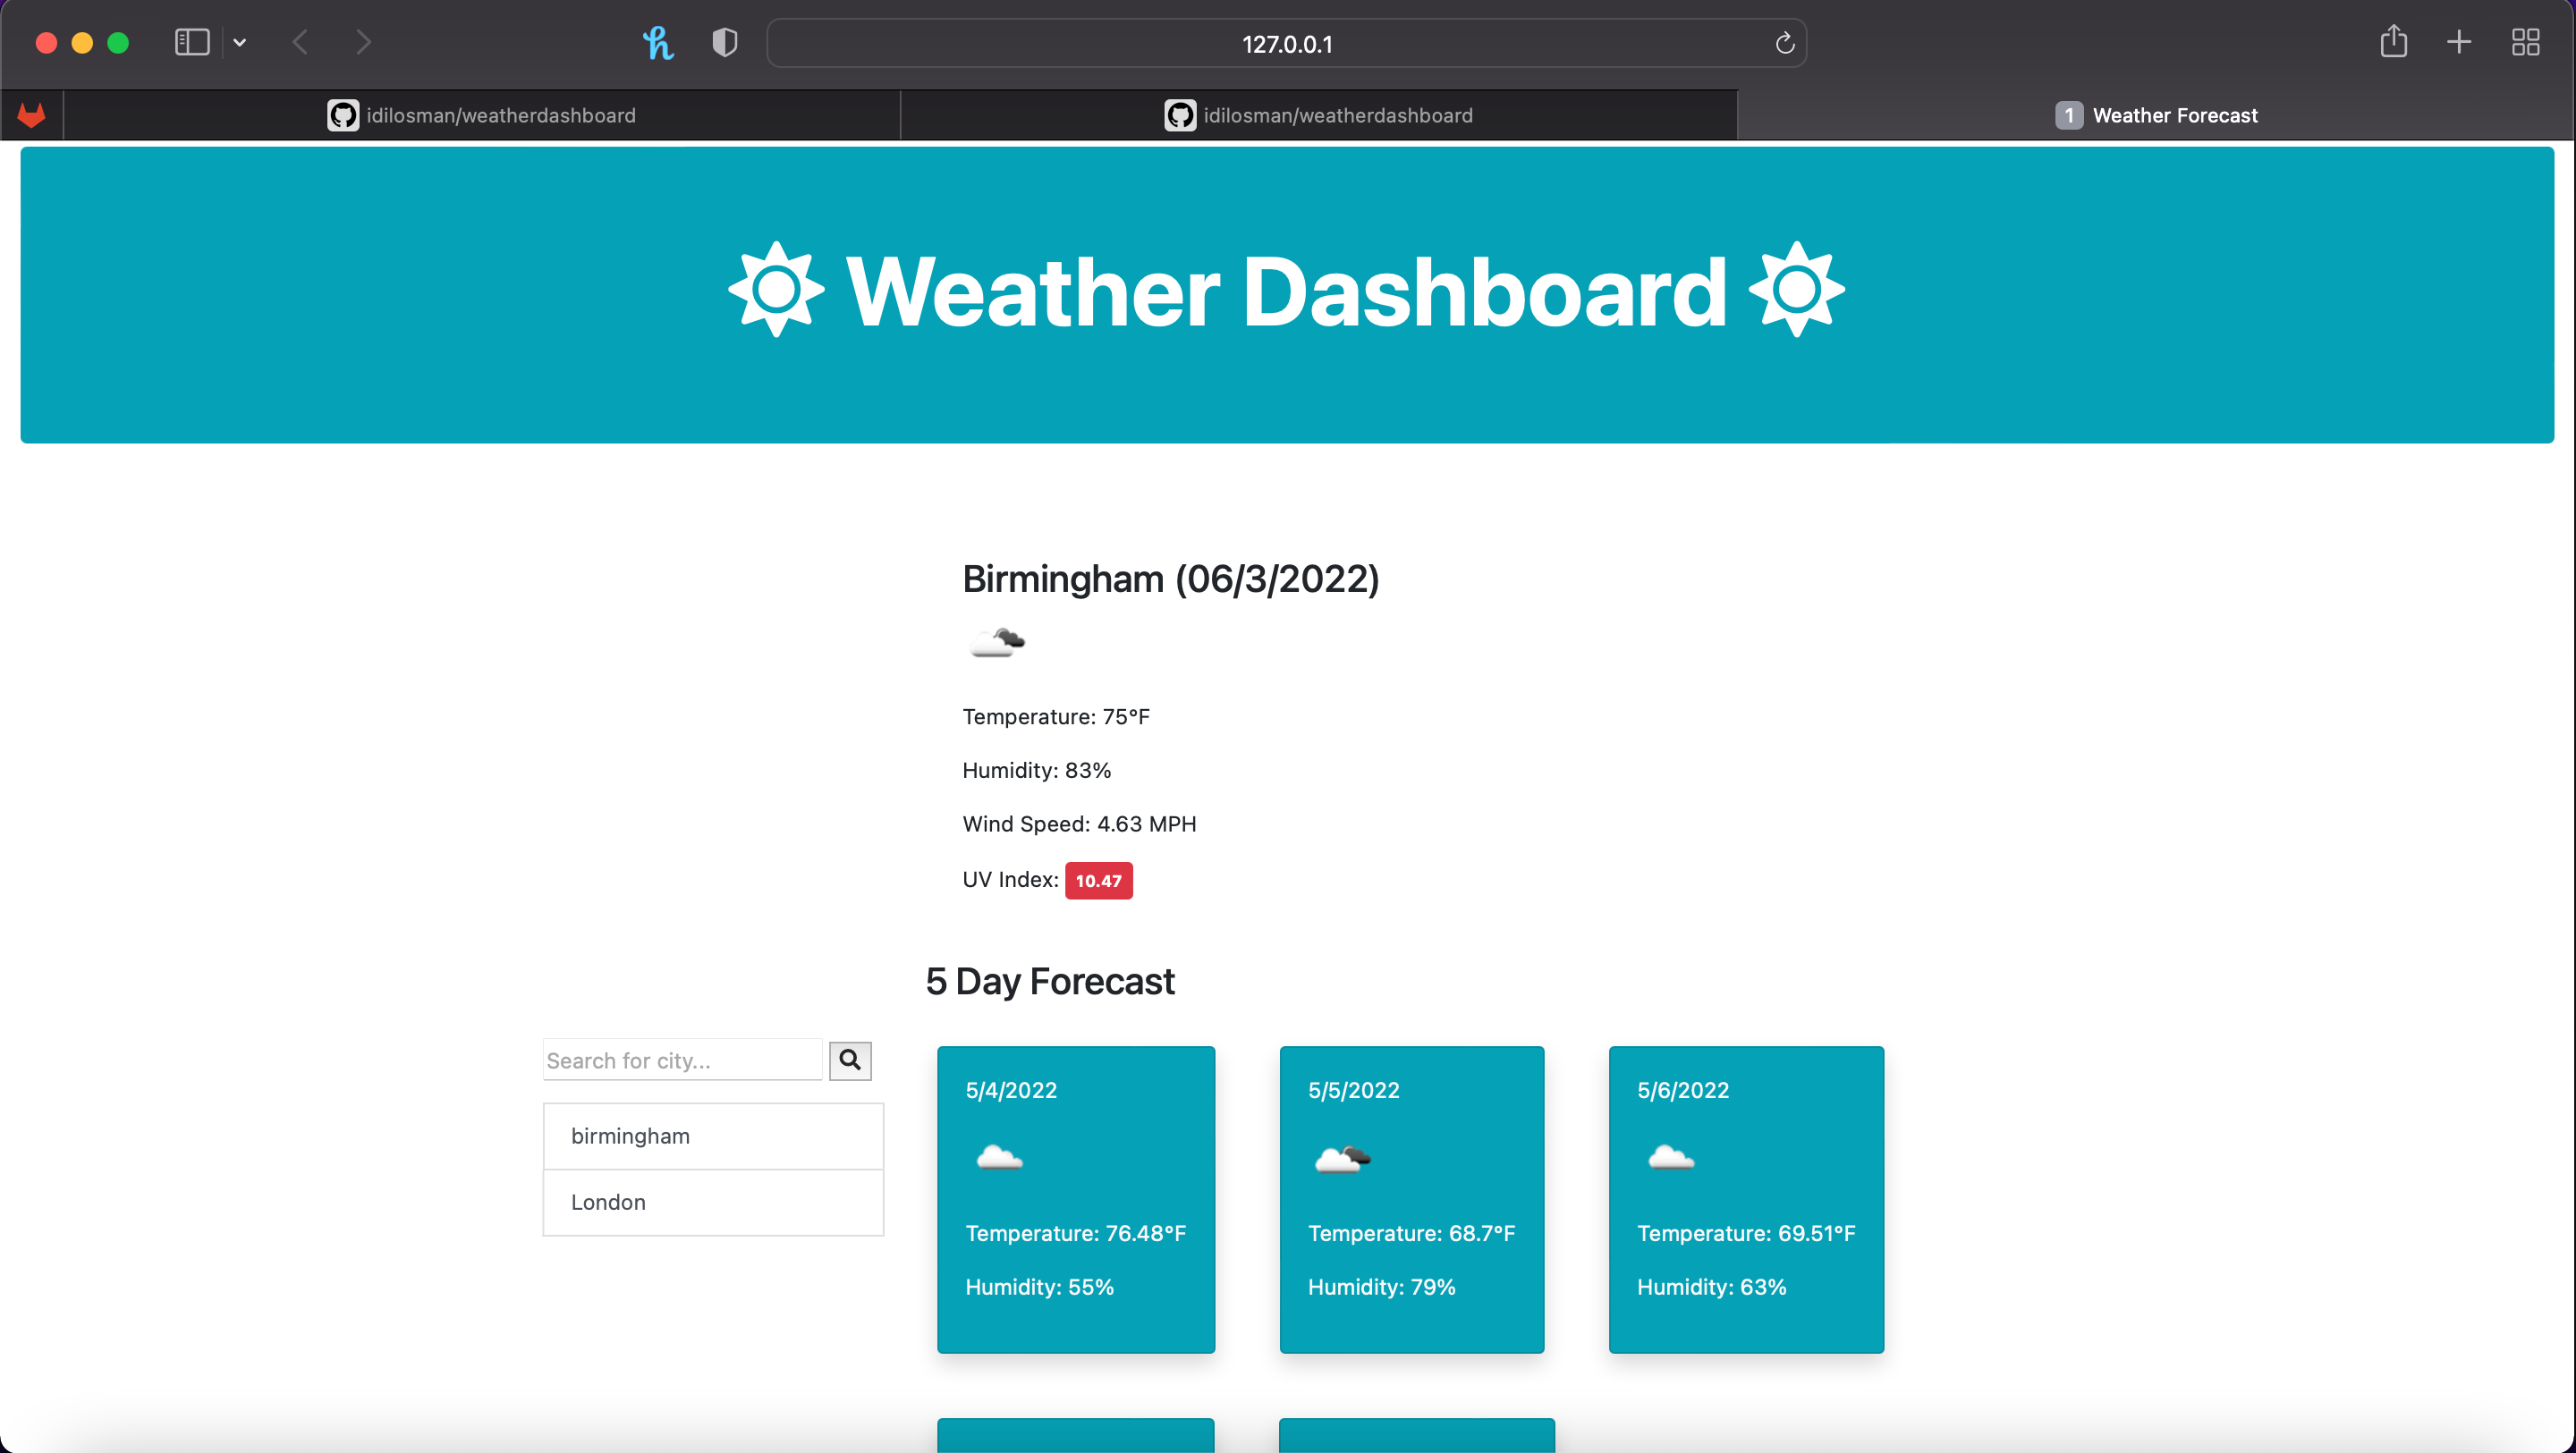 127.0.0.1
idilosman/weatherdashboard
idilosman/weatherdashboard
1 Weather Forecast
Weather Dashboard
Birmingham (06/3/2022)
Temperature: 75°F
Humidity: 83%
Wind Speed: 4.63 MPH
UV Index: 10.47
5 Day Forecast
Search for city...
birmingham
London
5/4/2022
Temperature: 76.48°F
Humidity: 55%
5/5/2022
Temperature: 68.7°F
Humidity: 79%
5/6/2022
Temperature: 69.51°F
Humidity: 63%